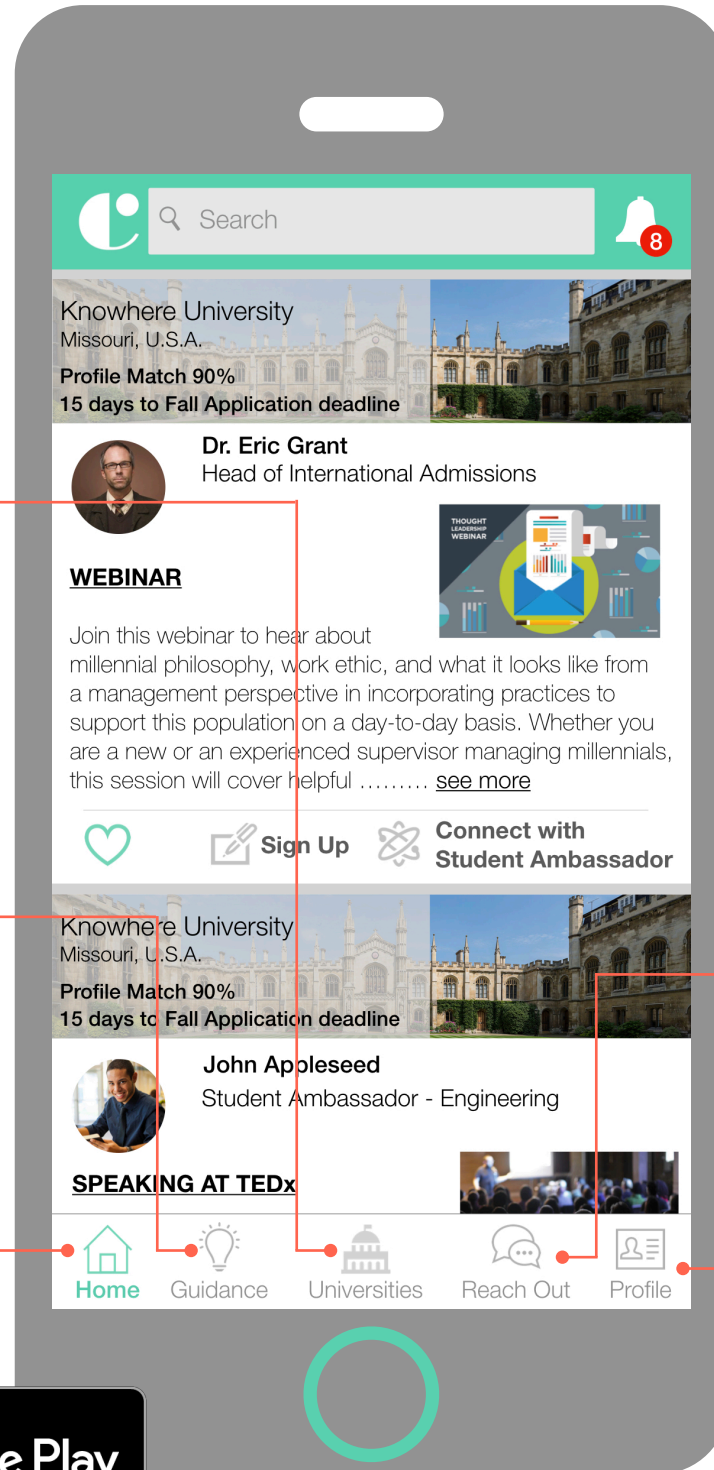 Search
8
Knowhere University
Missouri, U.S.A.
Profile Match 90%
15 days to Fall Application deadline
Dr. Eric Grant
Head of International Admissions
THOUGHT
LEADERSHIP
WEBINAR
WEBINAR
Join this webinar to hear about
millennial philosophy, work ethic, and what it looks like from
a management perspective in incorporating practices to
support this population on a day-to-day basis. Whether you
are a new or an experienced supervisor managing millennials,
this session will cover helpful ......... see more
Sign Up
Connect with
Student Ambassador
Knowhere University
Missouri, U.S.A.
Profile Match 90%
15 days to Fall Application deadline
John Appleseed
Student Ambassador - Engineering
SPEAKING AT TEDx
Home
Guidance
Universities
Reach Out
Profile
e Play